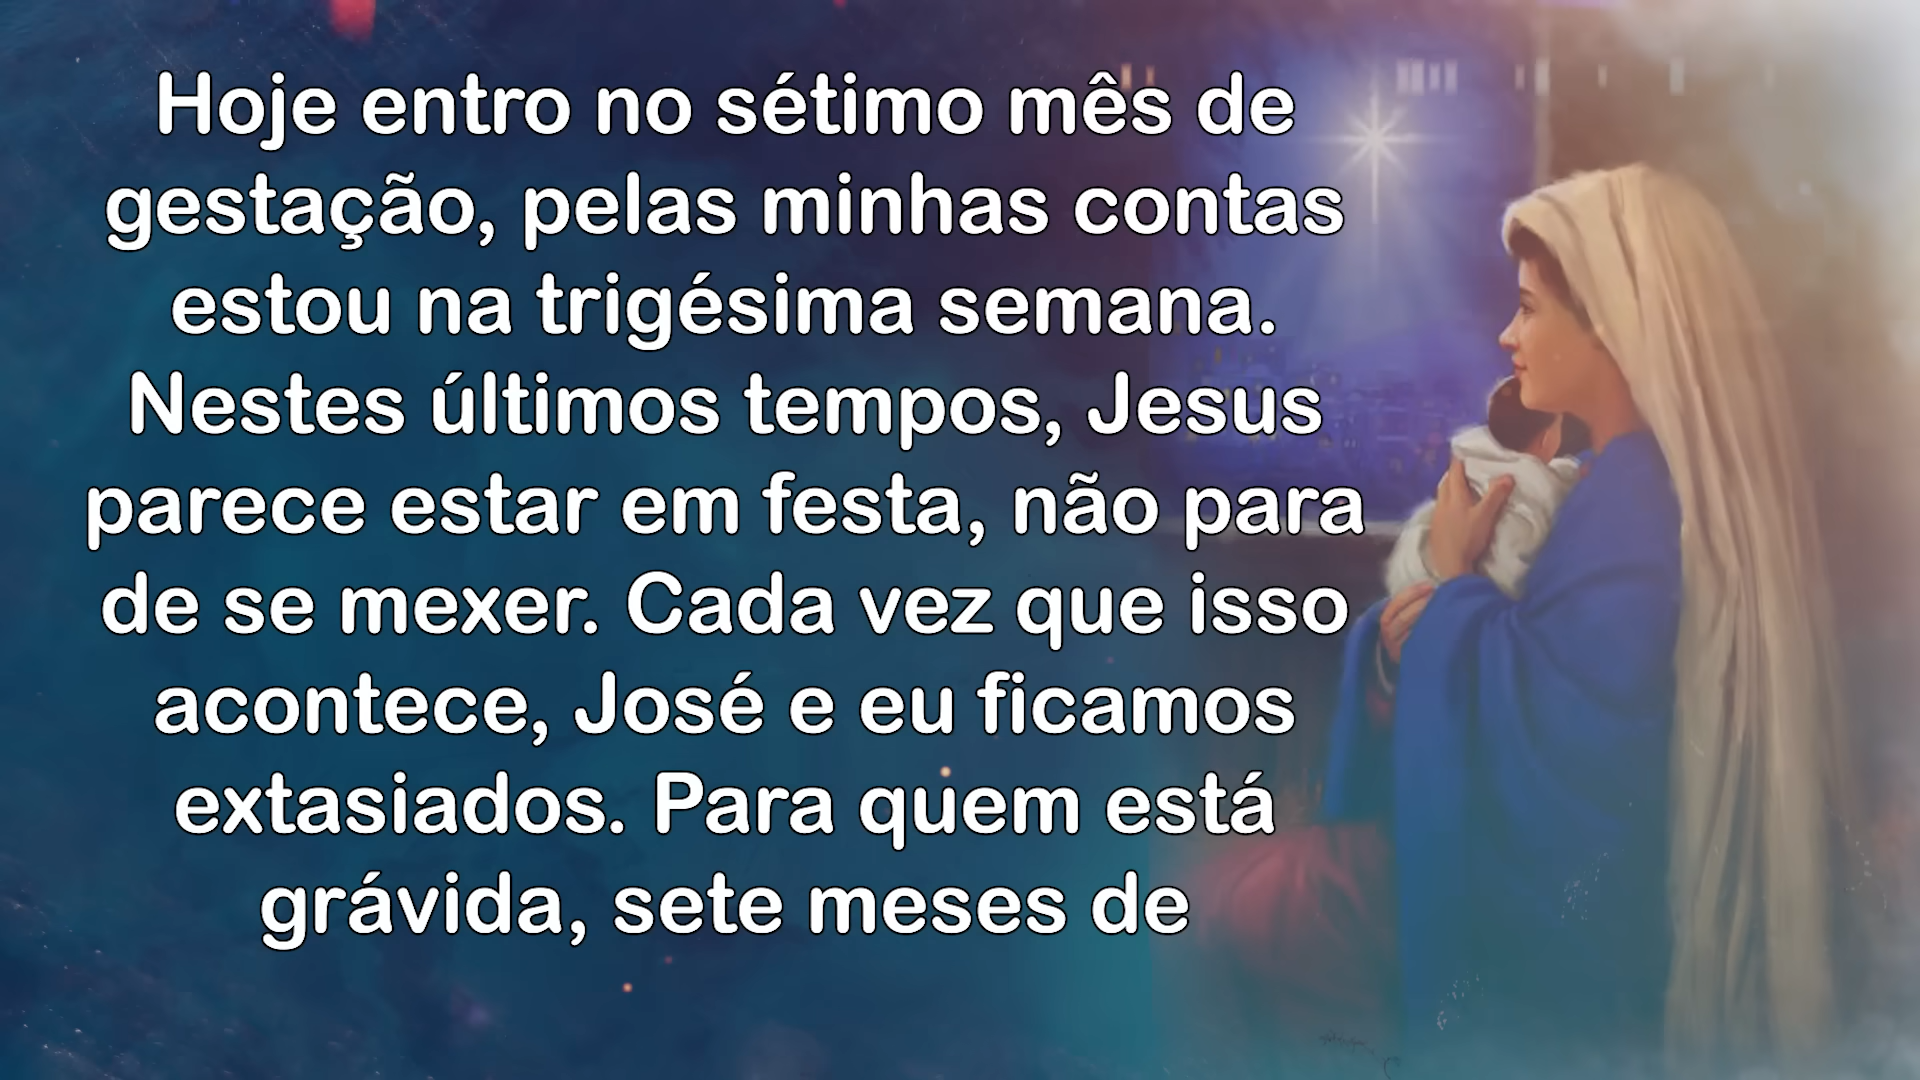 Hoje entro no sétimo mês de
gestação, pelas minhas contas
estou na trigésima semana.
Nestes últimos tempos, Jesus
parece estar em festa, não para
de se mexer. Cada vez que isso
acontece, José e eu ficamos
extasiados. Para quem está
grávida, sete meses de